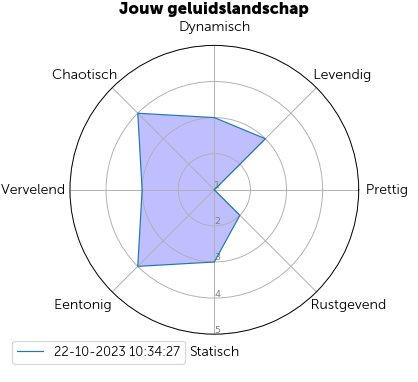 Jouw geluidslandschap
Dynamisch
Chaotisch
Levendig
Vervelend
1
Prettig
2
3
4
Eentonig
Rustgevend
5
22-10-2023 10:34:27
Statisch